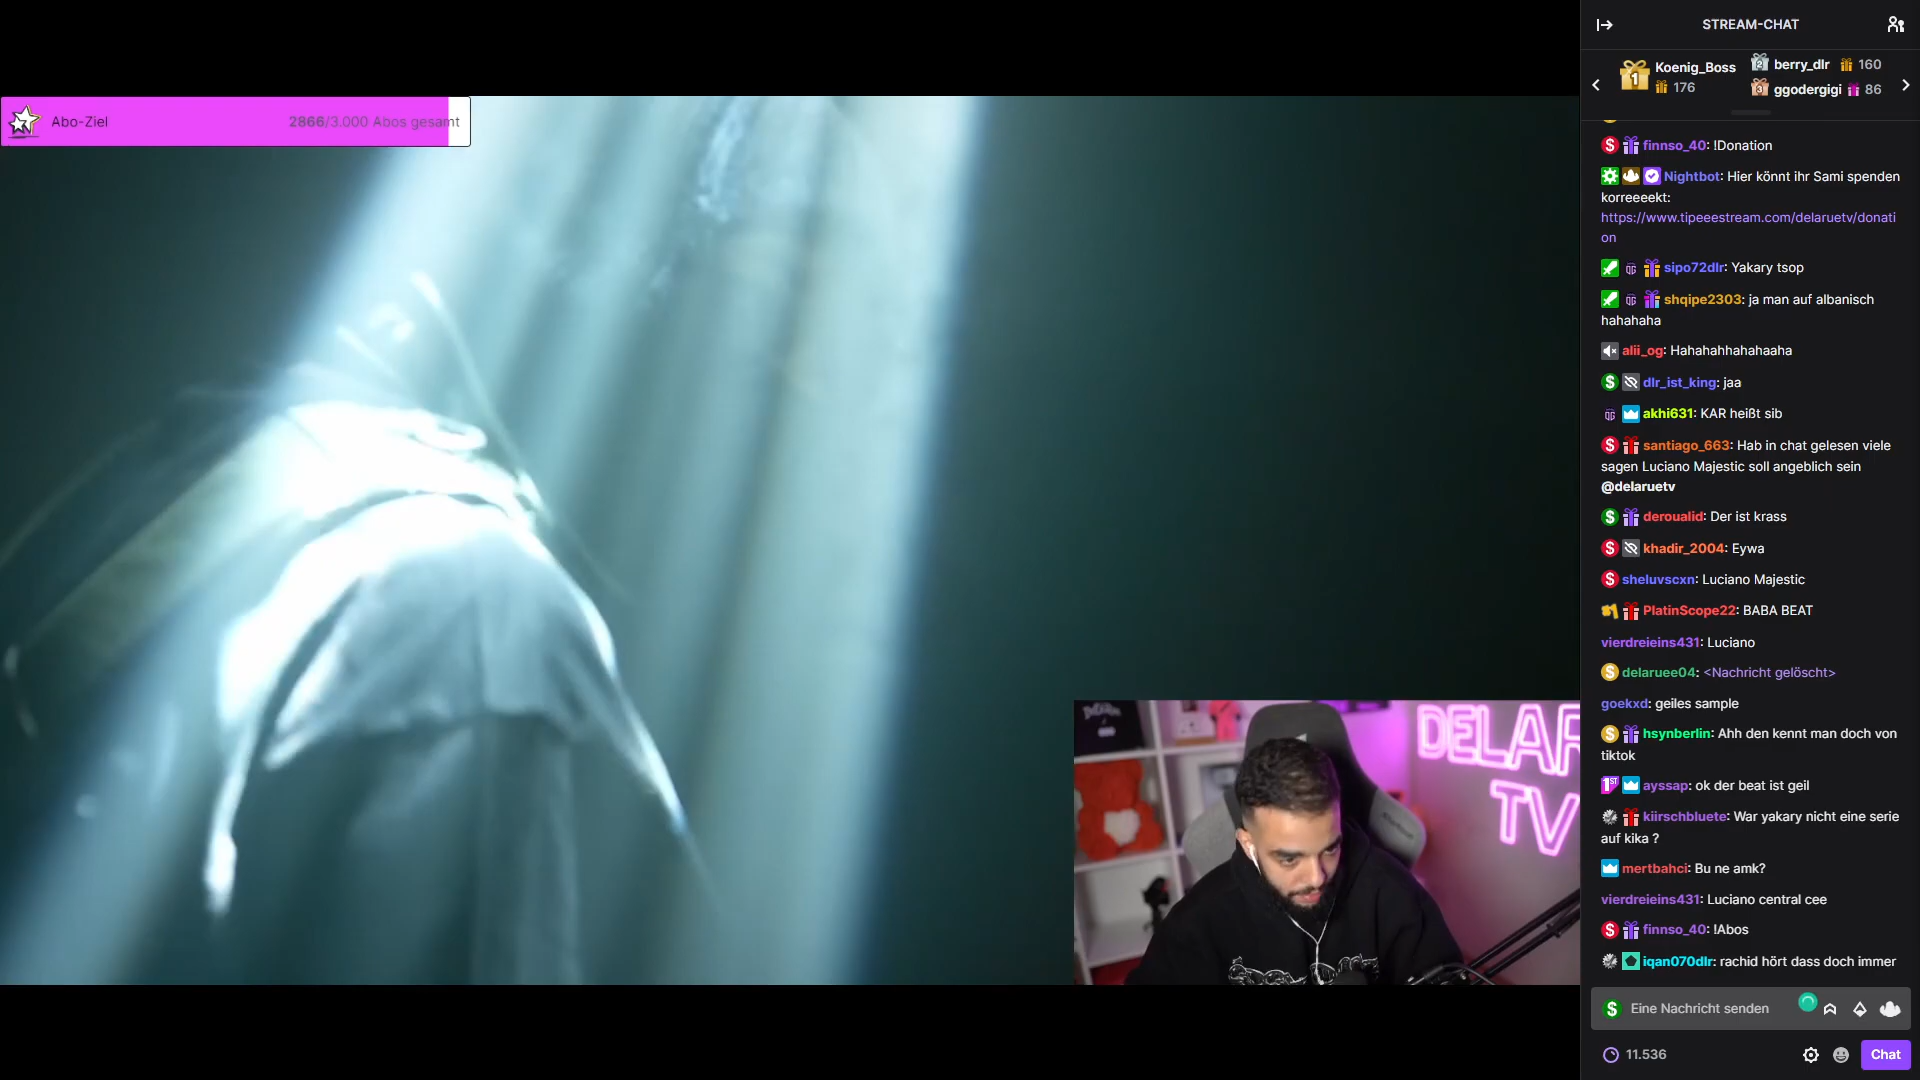 Abo-Ziel
2866/3.000 Abos gesamt
DELAR
TV
STREAM-CHAT
1
Koenig_Boss
176
2
berry_dlr
160
3
ggodergigi
86
finnso_40: !Donation
Nightbot: Hier könnt ihr Sami spenden
korreeeekt:
https://www.tipeeestream.com/delaruetv/donati
on
sipo72dlr: Yakary tsop
shqipe2303: ja man auf albanisch
hahahaha
alii_og: Hahahahhahahaaha
dlr_ist_king: jaa
akhi631: KAR heißt sib
santiago_663: Hab in chat gelesen viele
sagen Luciano Majestic soll angeblich sein
@delaruetv
deroualid: Der ist krass
khadir_2004: Eywa
sheluvscxn: Luciano Majestic
PlatinScope22: BABA BEAT
vierdreieins431: Luciano
delaruee04: <Nachricht gelöscht>
goekxd: geiles sample
hsynberlin: Ahh den kennt man doch von
tiktok
ayssap: ok der beat ist geil
kiirschbluete: War yakary nicht eine serie
auf kika ?
mertbahci: Bu ne amk?
vierdreieins431: Luciano central cee
finnso_40: !Abos
iqan070dlr: rachid hört dass doch immer
Eine Nachricht senden
11.536
Chat